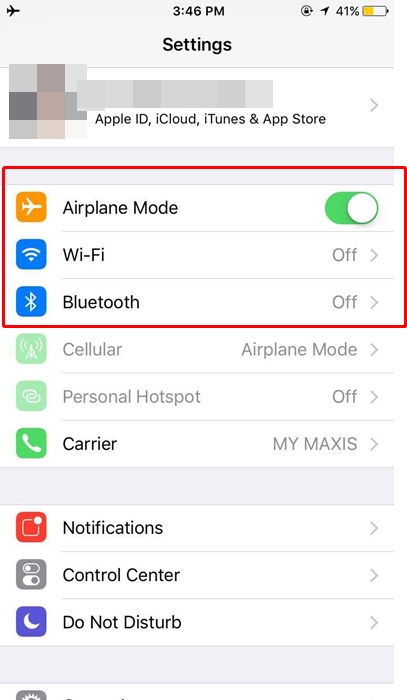 3:46 PM 41%
Settings
Apple ID, iCloud, iTunes & App Store
Airplane Mode
Wi-Fi Off
Bluetooth Off
Cellular Airplane Mode
Personal Hotspot Off
Carrier MY MAXIS
Notifications
Control Center
Do Not Disturb